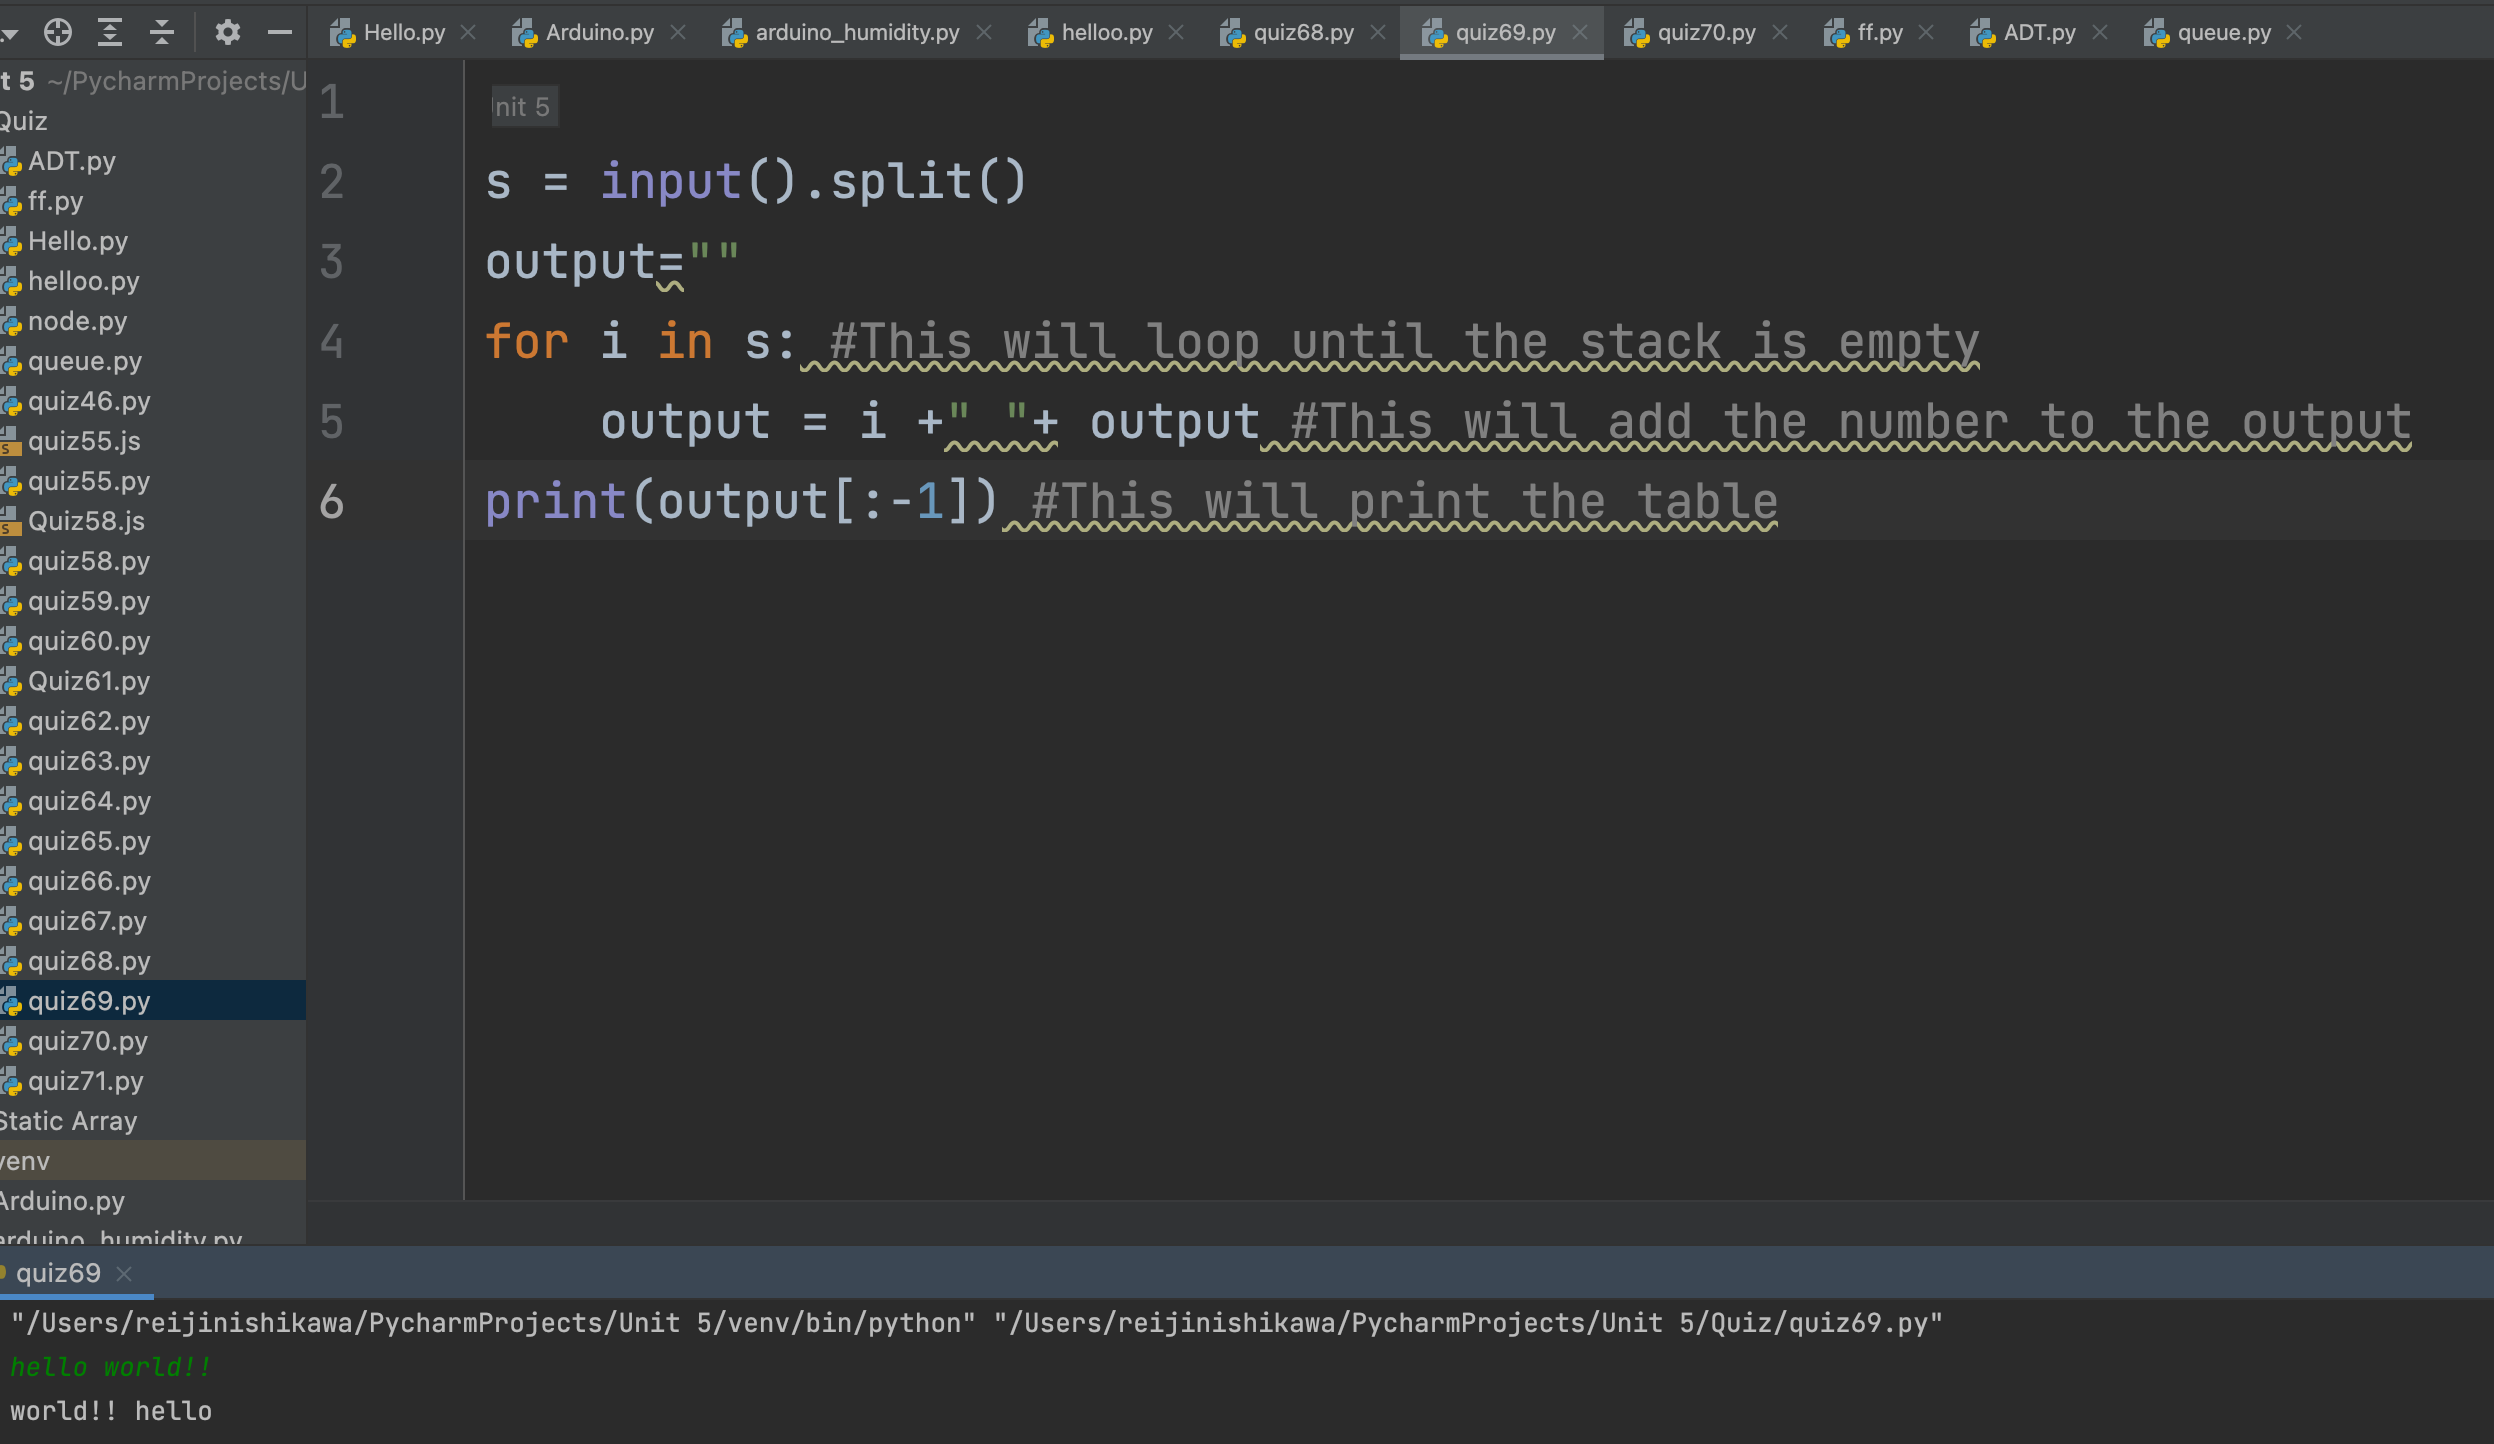 Hello.py
Arduino.py
arduino_humidity.py
helloo.py
quiz68.py
quiz69.py
quiz70.py
ff.py
ADT.py
queue.py
t 5 ~/PycharmProjects/U
Quiz
ADT.py
ff.py
Hello.py
helloo.py
node.py
queue.py
quiz46.py
quiz55.js
quiz55.py
Quiz58.js
quiz58.py
quiz59.py
quiz60.py
Quiz61.py
quiz62.py
quiz63.py
quiz64.py
quiz65.py
quiz66.py
quiz67.py
quiz68.py
quiz69.py
quiz70.py
quiz71.py
Static Array
venv
Arduino.py
arduino_humidity.py
nit 5
1
2 s = input().split()
3 output=""
4 for i in s: #This will loop until the stack is empty
5     output = i +" "+ output #This will add the number to the output
6 print(output[:-1]) #This will print the table
quiz69
"/Users/reijinishikawa/PycharmProjects/Unit 5/venv/bin/python" "/Users/reijinishikawa/PycharmProjects/Unit 5/Quiz/quiz69.py"
hello world!!
world!! hello